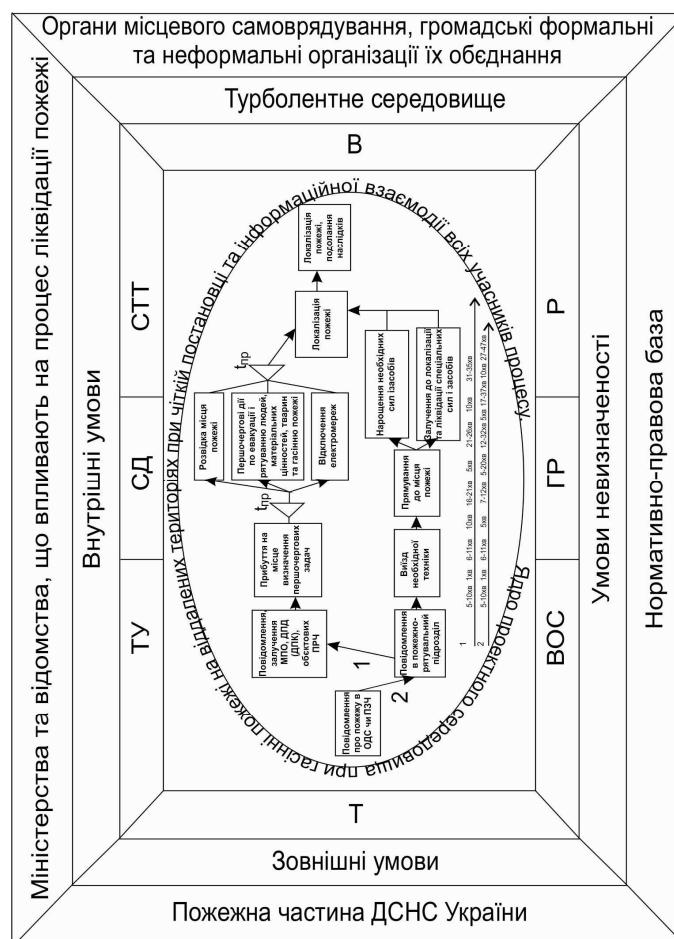 Органи місцевого самоврядування, громадські формальні
та неформальні організації їх обєднання
Турболентне середовище
В
Міністерства та відомства, що впливають на процес ліквідації пожежі
Внутрішні умови
СТТ
СД
ТУ
Ядро проектного середовища при гасінні пожежі на віддалених територіях при чіткій постановці та інформаційної взаємодії всіх учасників процесу.
Повідомлення
про пожежу в
ОДС чи ПЗЧ
1
2
Повідомлення,
залучення
МПО, ДПД
(ДПК),
обєктових
ПРЧ
Прибуття на
місце
визначення
першочергових
задач
tпр
Розвідка місця
пожежі
Першочергові дії
по евакуації і
рятуванню людей,
матеріальних
цінностей, тварин
та гасінню пожежі
Відключення
електромереж
tпр
Локалізація
пожежі
Локалізація
пожежі, подолання
наслідків
Повідомлення
в пожежно-
рятувальний
підрозділ
Виїзд
необхідної
техніки
Прямування
до місця
пожежі
Нарощення необхідних
сил ізасобів
Залучення до локалізації
та ліквідації спеціальних
сил і засобів
1 5-10хв 1хв 6-11хв 10хв 16-21хв 5хв 21-26хв 10хв 31-35хв
2 5-10хв 1хв 6-11хв 5хв 7-12хв 5-20хв 12-32хв 5хв 17-37хв 10хв 27-47хв
Р
ГР
ВОС
Умови невизначеності
Нормативно-правова база
Т
Зовнішні умови
Пожежна частина ДСНС України